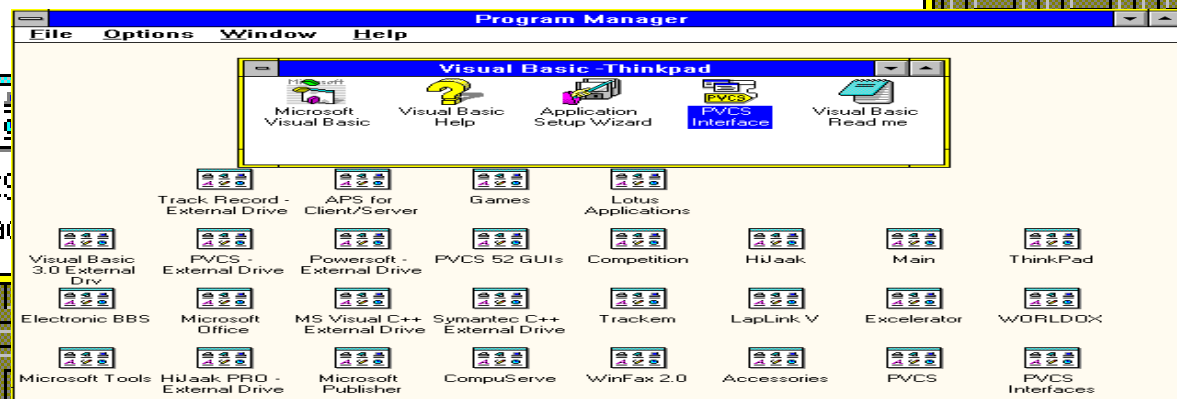 Program Manager
File Options Window Help
Visual Basic -Thinkpad
Microsoft
Microsoft Visual Basic Application PVCS Visual Basic
Visual Basic Help Setup Wizard Interface Read me
PVCS
Track Record - APS for Games Lotus
External Drive Client/Server Applications
Visual Basic PVCS - Powersoft - PVCS 52 GUIs Competition HiJaak Main ThinkPad
3.0 External External Drive External Drive
Drv
Electronic BBS Microsoft MS Visual C++ Symantec C++ Trackem LapLink V Excelerator WORLDOX
Office External Drive External Drive
Microsoft Tools HiJaak PRO - Microsoft CompuServe WinFax 2.0 Accessories PVCS PVCS
External Drive Publisher Interfaces